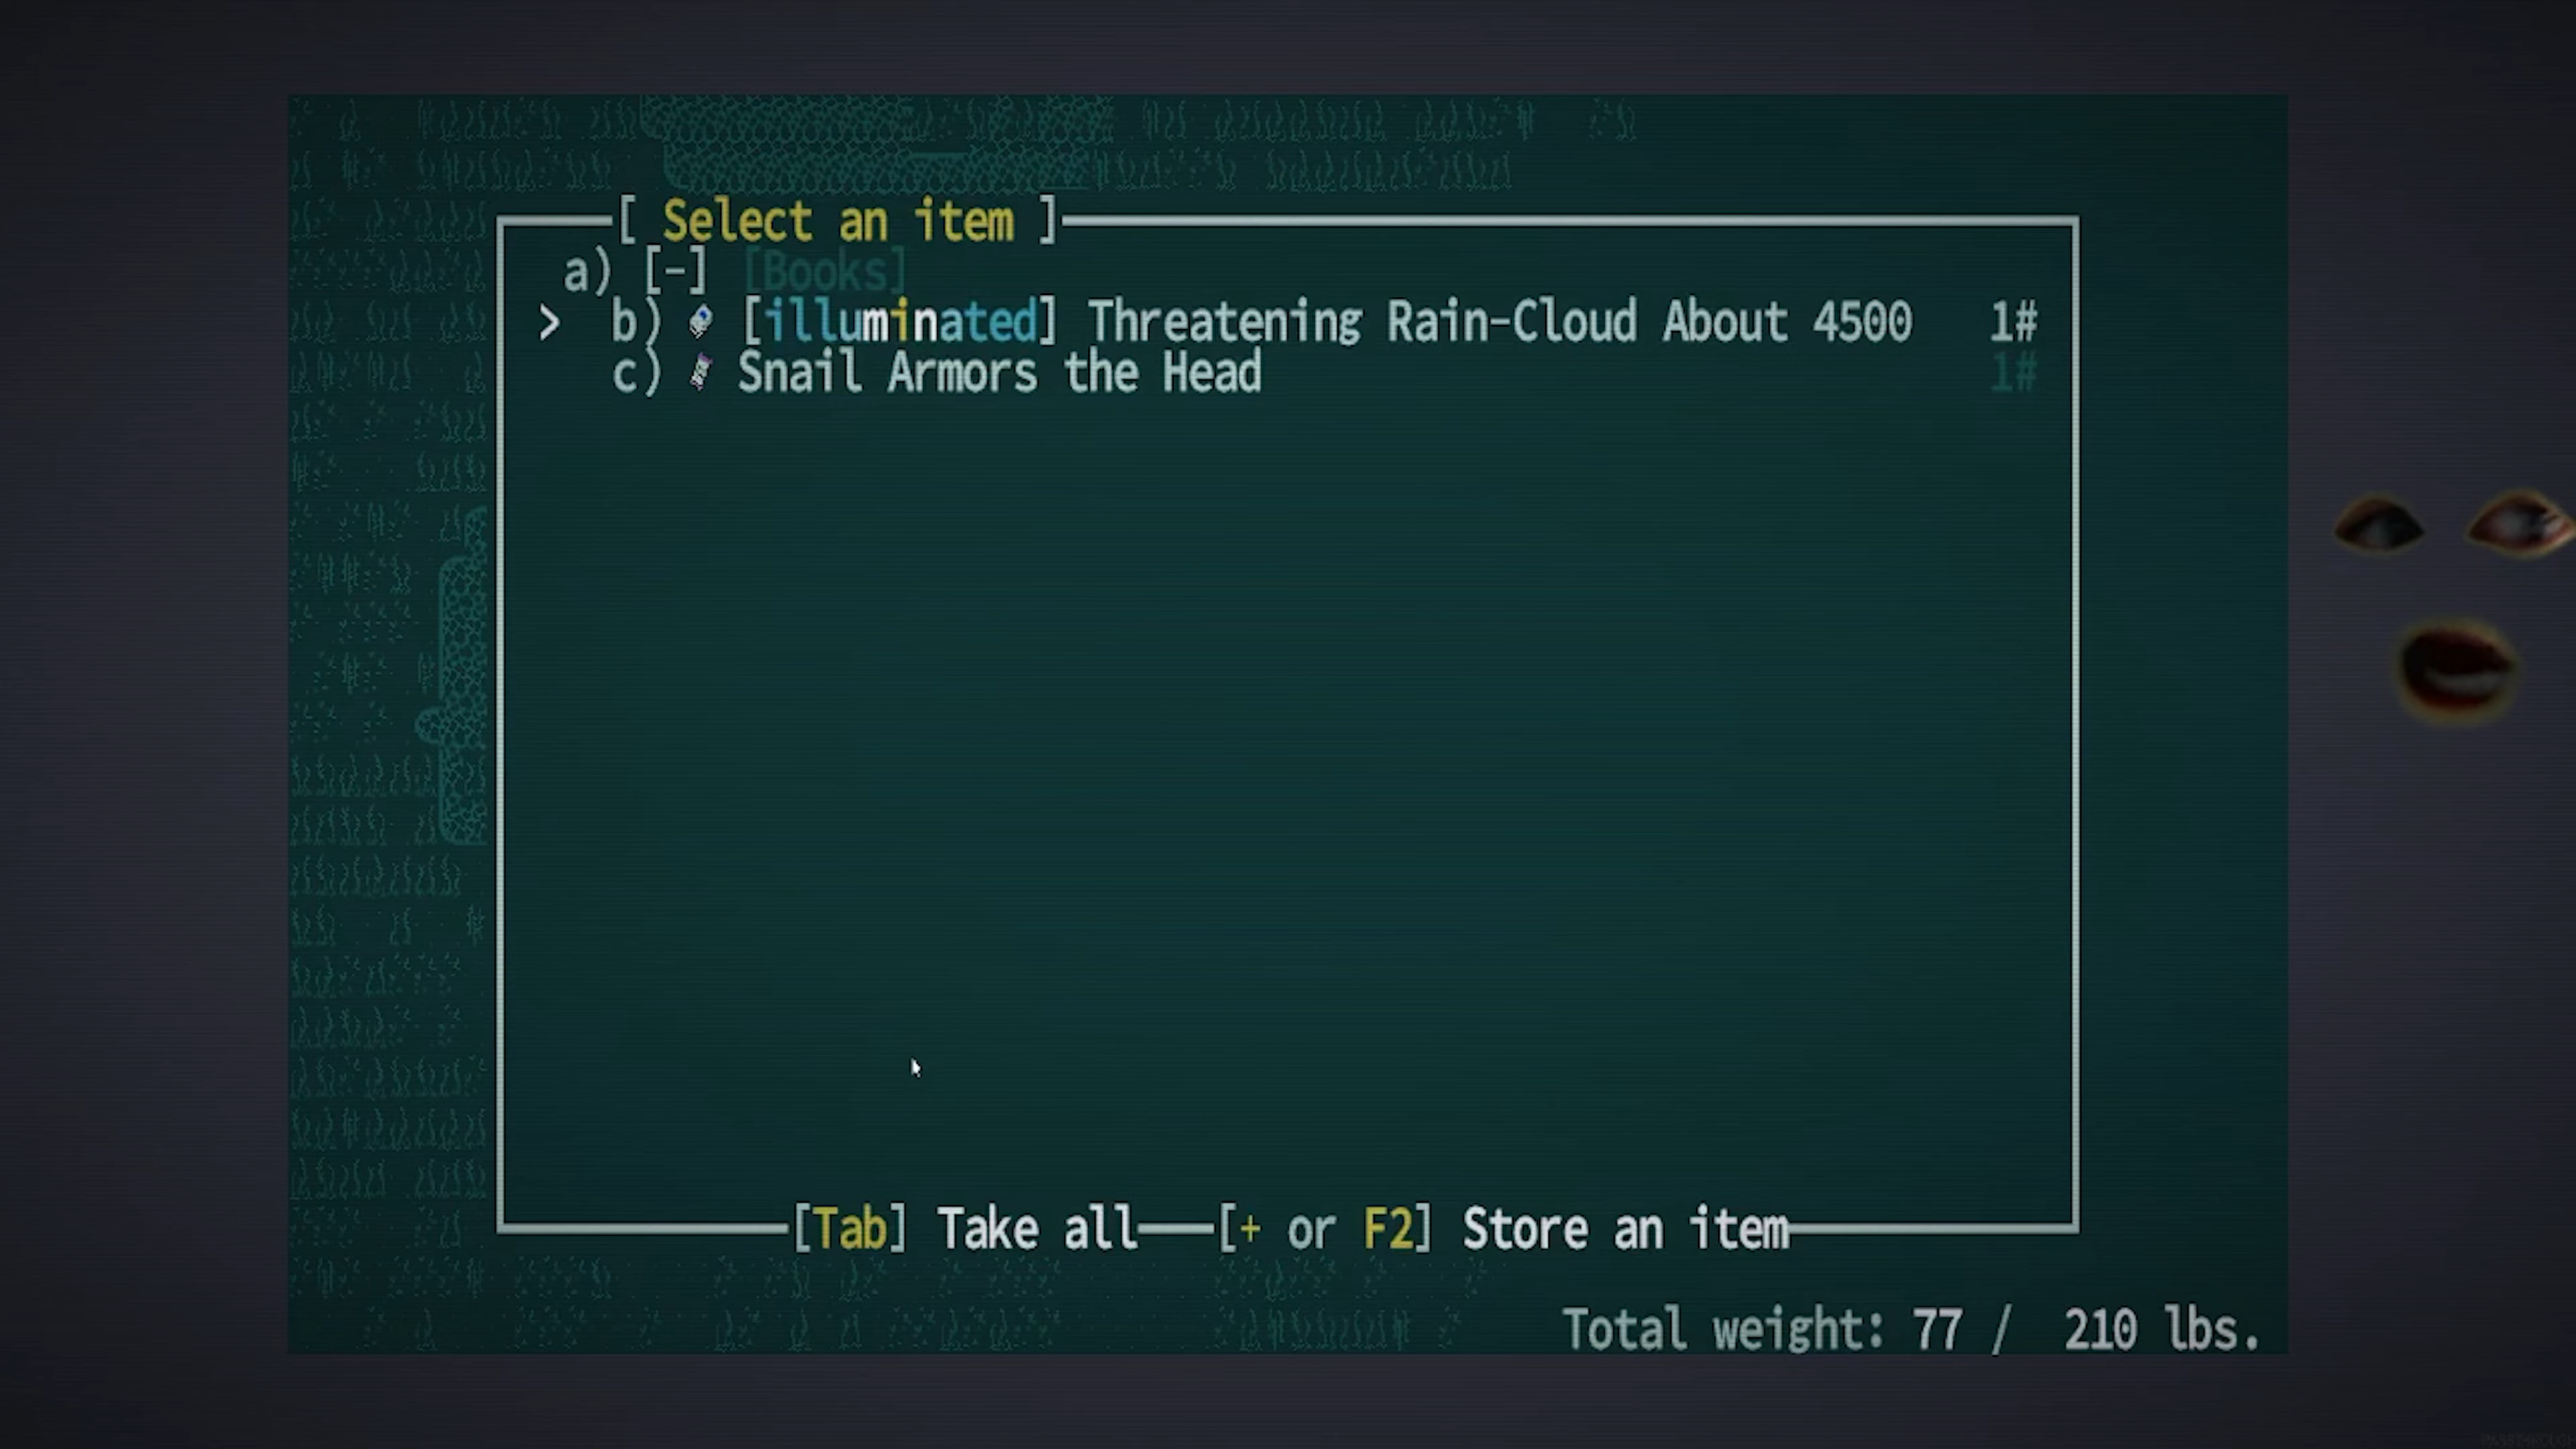 [ Select an item ]
a) [-] [Books]
> b) [illuminated] Threatening Rain-Cloud About 4500 1#
c) Snail Armors the Head 1#
[Tab] Take all [+ or F2] Store an item
Total weight: 77 / 210 lbs.